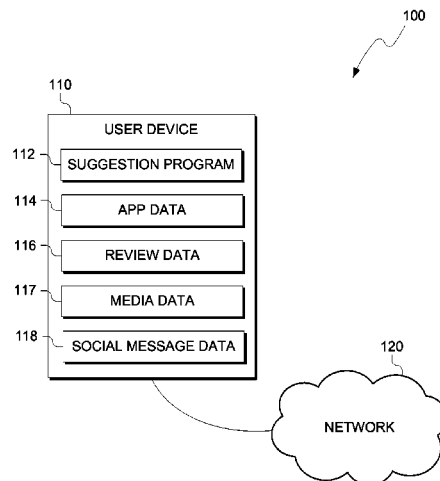 100
110
USER DEVICE
112
SUGGESTION PROGRAM
114
APP DATA
116
REVIEW DATA
117
MEDIA DATA
118
SOCIAL MESSAGE DATA
120
NETWORK